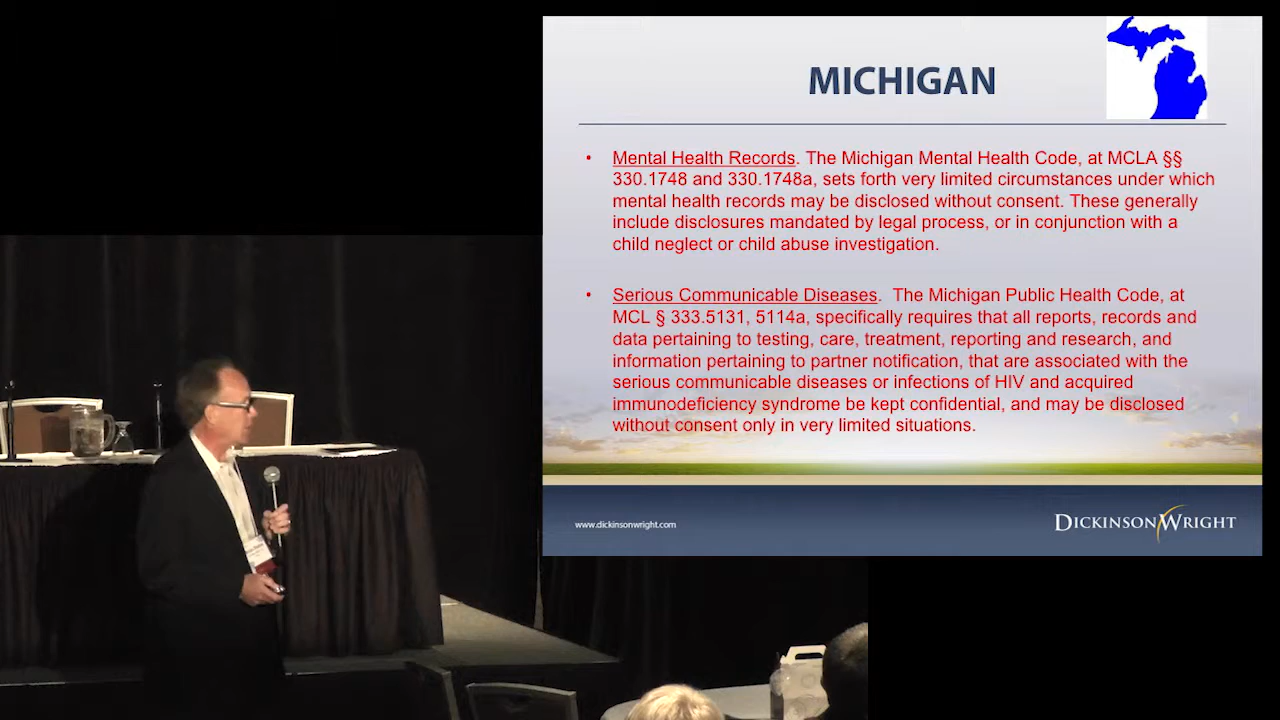 MICHIGAN
• Mental Health Records. The Michigan Mental Health Code, at MCLA §§
330.1748 and 330.1748a, sets forth very limited circumstances under which
mental health records may be disclosed without consent. These generally
include disclosures mandated by legal process, or in conjunction with a
child neglect or child abuse investigation.
• Serious Communicable Diseases. The Michigan Public Health Code, at
MCL § 333.5131, 5114a, specifically requires that all reports, records and
data pertaining to testing, care, treatment, reporting and research, and
information pertaining to partner notification, that are associated with the
serious communicable diseases or infections of HIV and acquired
immunodeficiency syndrome be kept confidential, and may be disclosed
without consent only in very limited situations.
www.dickinsonwright.com
DICKINSON WRIGHT